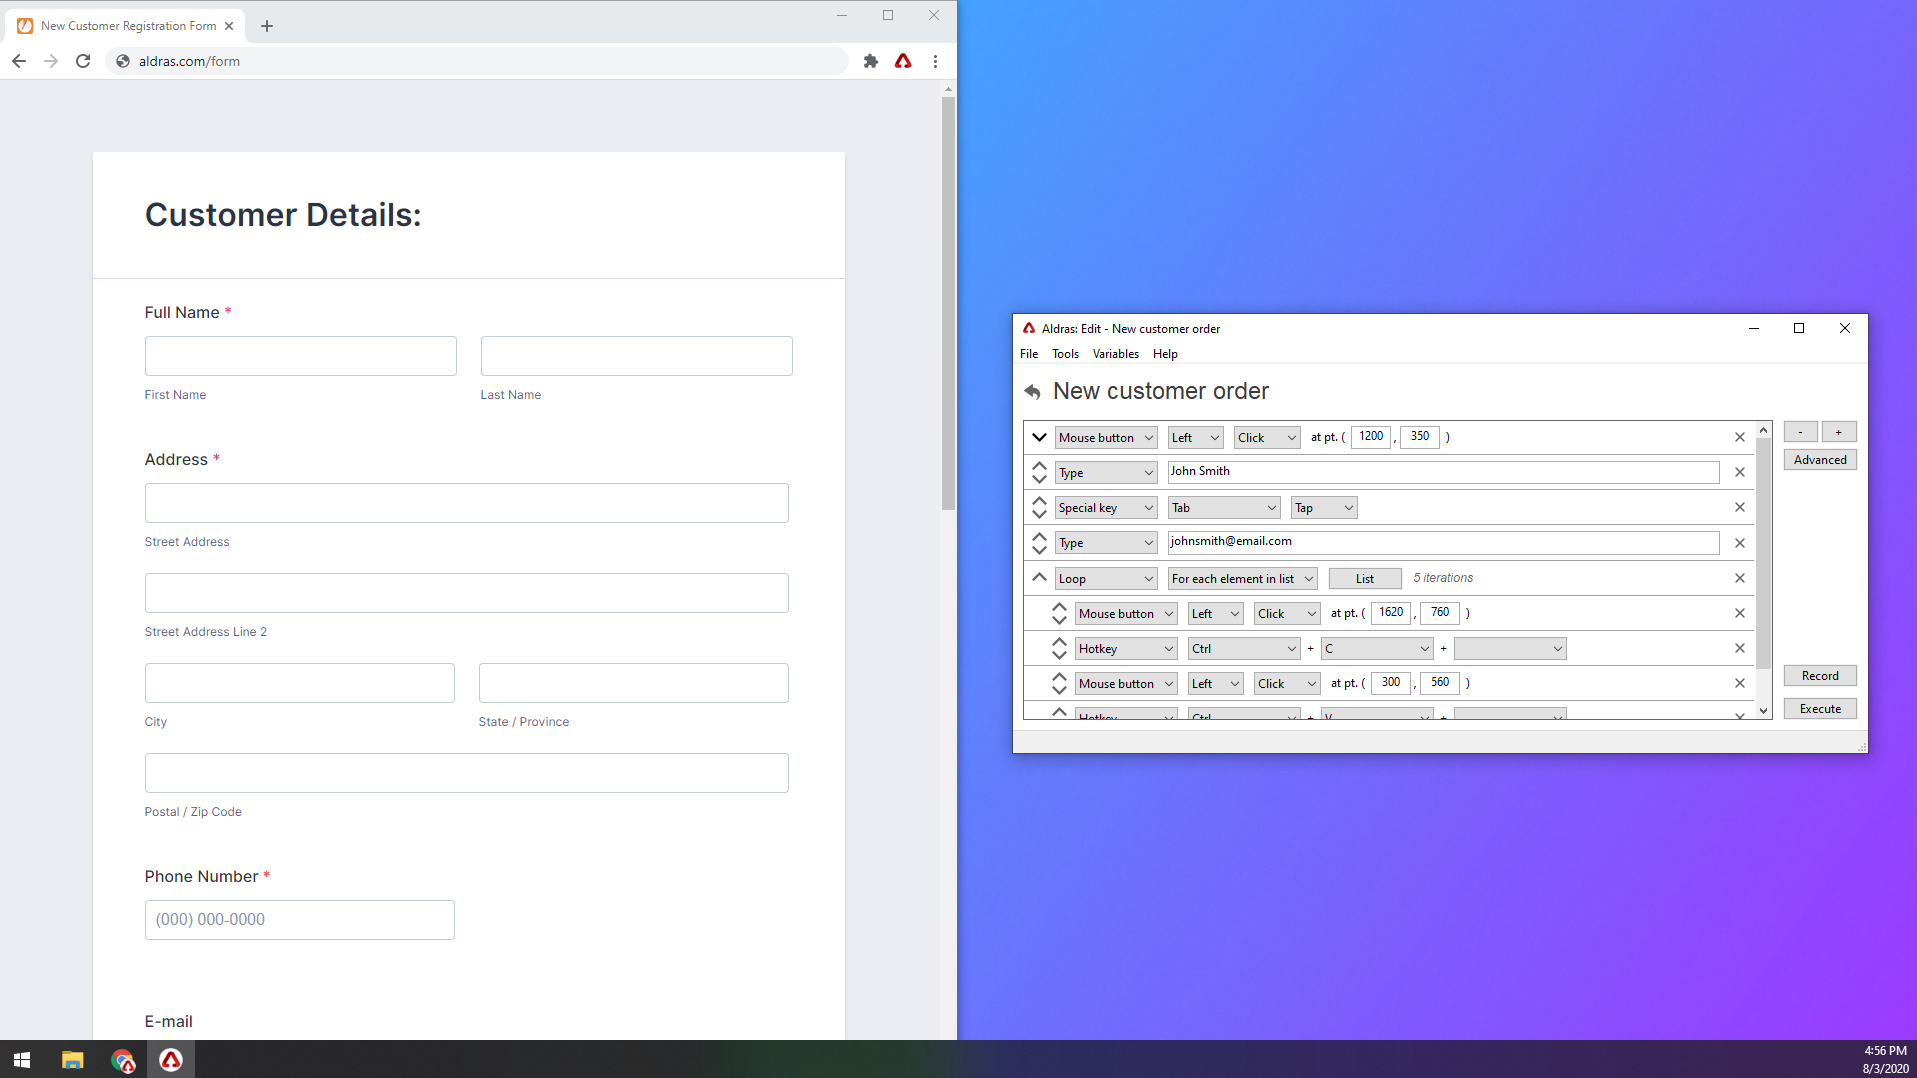 New Customer Registration Form
aldras.com/form
Customer Details:
Full Name *
First Name
Last Name
Address *
Street Address
Street Address Line 2
City
State / Province
Postal / Zip Code
Phone Number *
(000) 000-0000
E-mail
Aldras: Edit - New customer order
File Tools Variables Help
New customer order
Mouse button Left Click at pt. ( 1200 , 350 )
Type John Smith
Special key Tab Tap
Type johnsmith@email.com
Loop For each element in list List 5 iterations
Mouse button Left Click at pt. ( 1620 , 760 )
Hotkey Ctrl + C +
Mouse button Left Click at pt. ( 300 , 560 )
Hotkey Ctrl + V +
- +
Advanced
Record
Execute
4:56 PM
8/3/2020